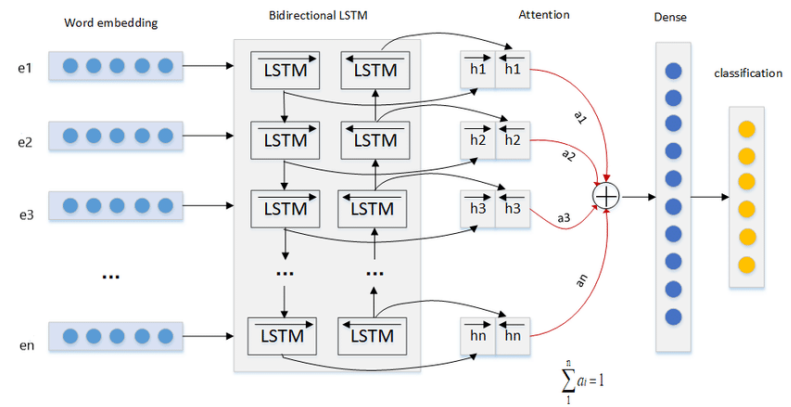 Word embedding
Bidirectional LSTM
Attention
Dense
classification
e1
LSTM
LSTM
h1
h1
a1
e2
LSTM
LSTM
h2
h2
a2
e3
LSTM
LSTM
h3
h3
a3
...
...
...
an
en
LSTM
LSTM
hn
hn
n
∑ ai = 1
1